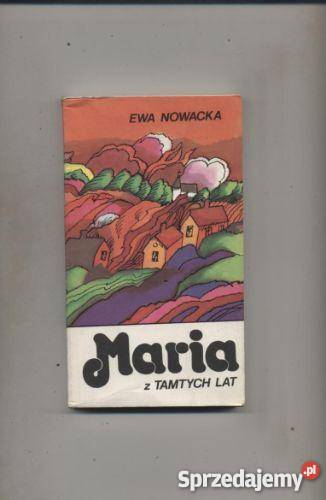 EWA NOWACKA
Maria
z TAMTYCH LAT
Sprzedajemy.pl